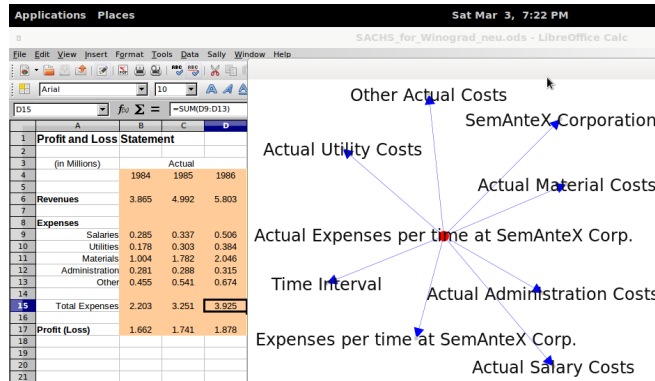 Applications Places Sat Mar 3, 7:22 PM
SACHS_for_Winograd_neu.ods - LibreOffice Calc
File Edit View Insert Format Tools Data Sally Window Help
Arial 10
D15 =SUM(D9:D13)
A B C D
1 Profit and Loss Statement
2
3 (in Millions) Actual
4 1984 1985 1986
5
6 Revenues 3.865 4.992 5.803
7
8 Expenses
9 Salaries 0.285 0.337 0.506
10 Utilities 0.178 0.303 0.384
11 Materials 1.004 1.782 2.046
12 Administration 0.281 0.288 0.315
13 Other 0.455 0.541 0.674
14
15 Total Expenses 2.203 3.251 3.925
16
17 Profit (Loss) 1.662 1.741 1.878
18
19
20
21
Other Actual Costs
SemAnteX Corporation
Actual Utility Costs
Actual Material Costs
Actual Expenses per time at SemAnteX Corp.
Time Interval
Actual Administration Costs
Expenses per time at SemAnteX Corp.
Actual Salary Costs